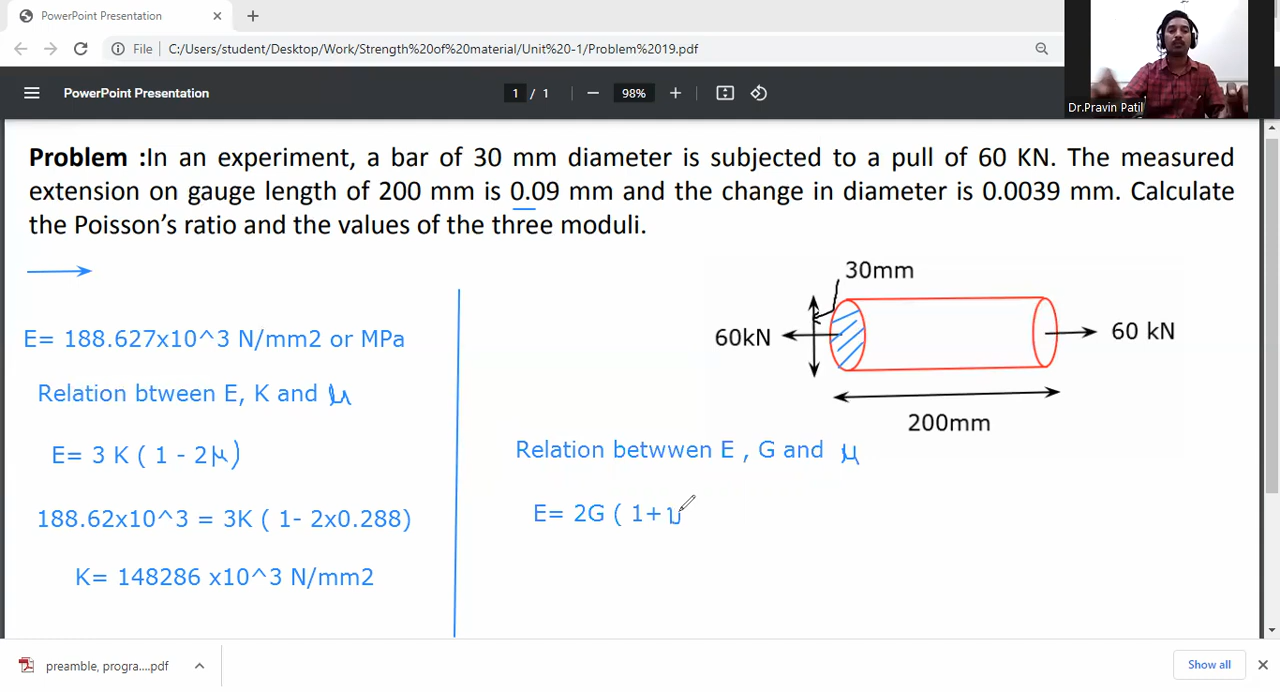 PowerPoint Presentation
File
C:/Users/student/Desktop/Work/Strength%20of%20material/Unit%20-1/Problem%2019.pdf
PowerPoint Presentation
1 / 1
98%
Dr.Pravin Patil
Problem :In an experiment, a bar of 30 mm diameter is subjected to a pull of 60 KN. The measured
extension on gauge length of 200 mm is 0.09 mm and the change in diameter is 0.0039 mm. Calculate
the Poisson’s ratio and the values of the three moduli.
E= 188.627x10^3 N/mm2 or MPa
Relation btween E, K and μ
E= 3 K ( 1 - 2μ)
188.62x10^3 = 3K ( 1- 2x0.288)
K= 148286 x10^3 N/mm2
30mm
60kN
60 kN
200mm
Relation betwwen E , G and μ
E= 2G ( 1+
preamble, progra....pdf
Show all